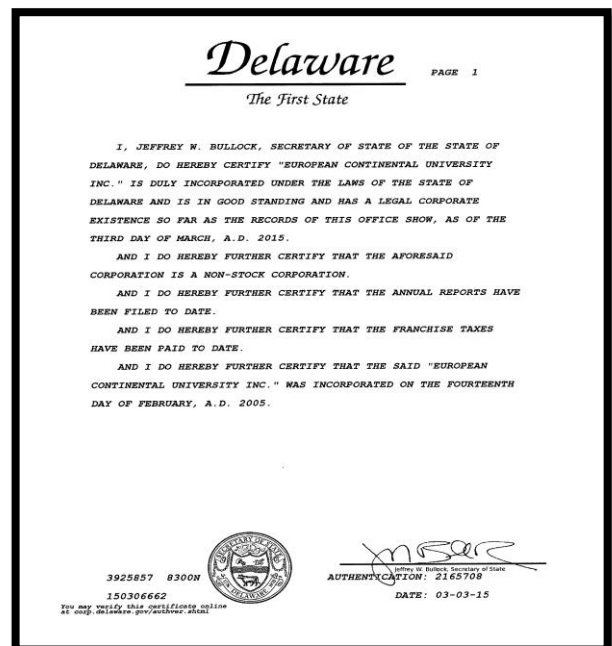 Delaware
PAGE 1
The First State
I, JEFFREY W. BULLOCK, SECRETARY OF STATE OF THE STATE OF
DELAWARE, DO HEREBY CERTIFY "EUROPEAN CONTINENTAL UNIVERSITY
INC." IS DULY INCORPORATED UNDER THE LAWS OF THE STATE OF
DELAWARE AND IS IN GOOD STANDING AND HAS A LEGAL CORPORATE
EXISTENCE SO FAR AS THE RECORDS OF THIS OFFICE SHOW, AS OF THE
THIRD DAY OF MARCH, A.D. 2015.
AND I DO HEREBY FURTHER CERTIFY THAT THE AFORESAID
CORPORATION IS A NON-STOCK CORPORATION.
AND I DO HEREBY FURTHER CERTIFY THAT THE ANNUAL REPORTS HAVE
BEEN FILED TO DATE.
AND I DO HEREBY FURTHER CERTIFY THAT THE FRANCHISE TAXES
HAVE BEEN PAID TO DATE.
AND I DO HEREBY FURTHER CERTIFY THAT THE SAID "EUROPEAN
CONTINENTAL UNIVERSITY INC." WAS INCORPORATED ON THE FOURTEENTH
DAY OF FEBRUARY, A.D. 2005.
SECRETARY OF STATE
DELAWARE
Jeffrey W. Bullock, Secretary of State
3925857 8300N
AUTHENTICATION: 2165708
150306662
DATE: 03-03-15
You may verify this certificate online
at corp.delaware.gov/authver.shtml